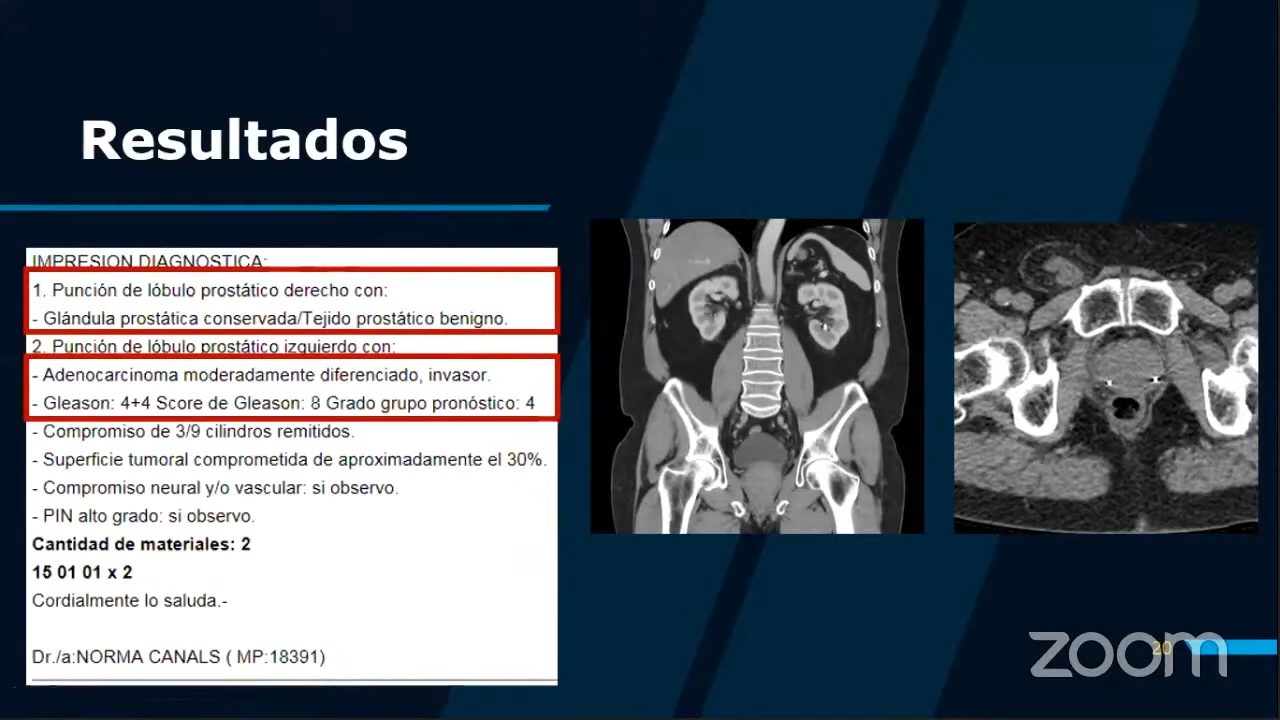 Resultados
IMPRESION DIAGNOSTICA:
1. Punción de lóbulo prostático derecho con:
- Glándula prostática conservada/Tejido prostático benigno.
2. Punción de lóbulo prostático izquierdo con:
- Adenocarcinoma moderadamente diferenciado, invasor.
- Gleason: 4+4 Score de Gleason: 8 Grado grupo pronóstico: 4
- Compromiso de 3/9 cilindros remitidos.
- Superficie tumoral comprometida de aproximadamente el 30%.
- Compromiso neural y/o vascular: si observo.
- PIN alto grado: si observo.
Cantidad de materiales: 2
15 01 01 x 2
Cordialmente lo saluda.-
Dr./a:NORMA CANALS ( MP:18391)
20
zoom